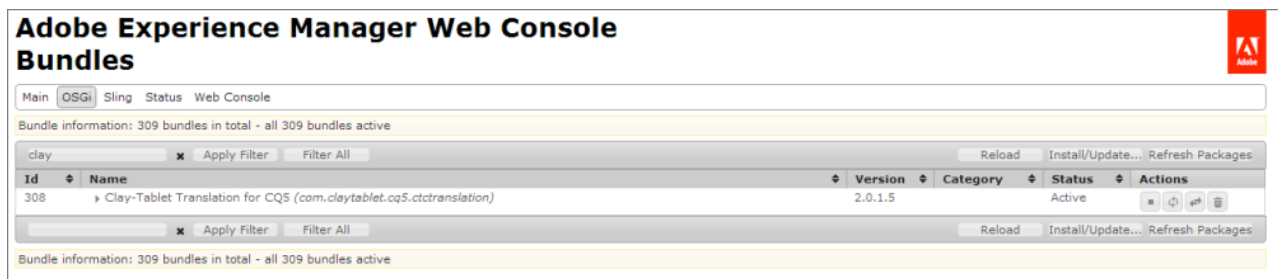 Adobe Experience Manager Web Console
Bundles
Adobe
Main OSGi Sling Status Web Console
Bundle information: 309 bundles in total - all 309 bundles active
clay Apply Filter Filter All Reload Install/Update... Refresh Packages
Id Name Version Category Status Actions
308 Clay-Tablet Translation for CQ5 (com.claytablet.cq5.ctctranslation) 2.0.1.5 Active
Apply Filter Filter All Reload Install/Update... Refresh Packages
Bundle information: 309 bundles in total - all 309 bundles active